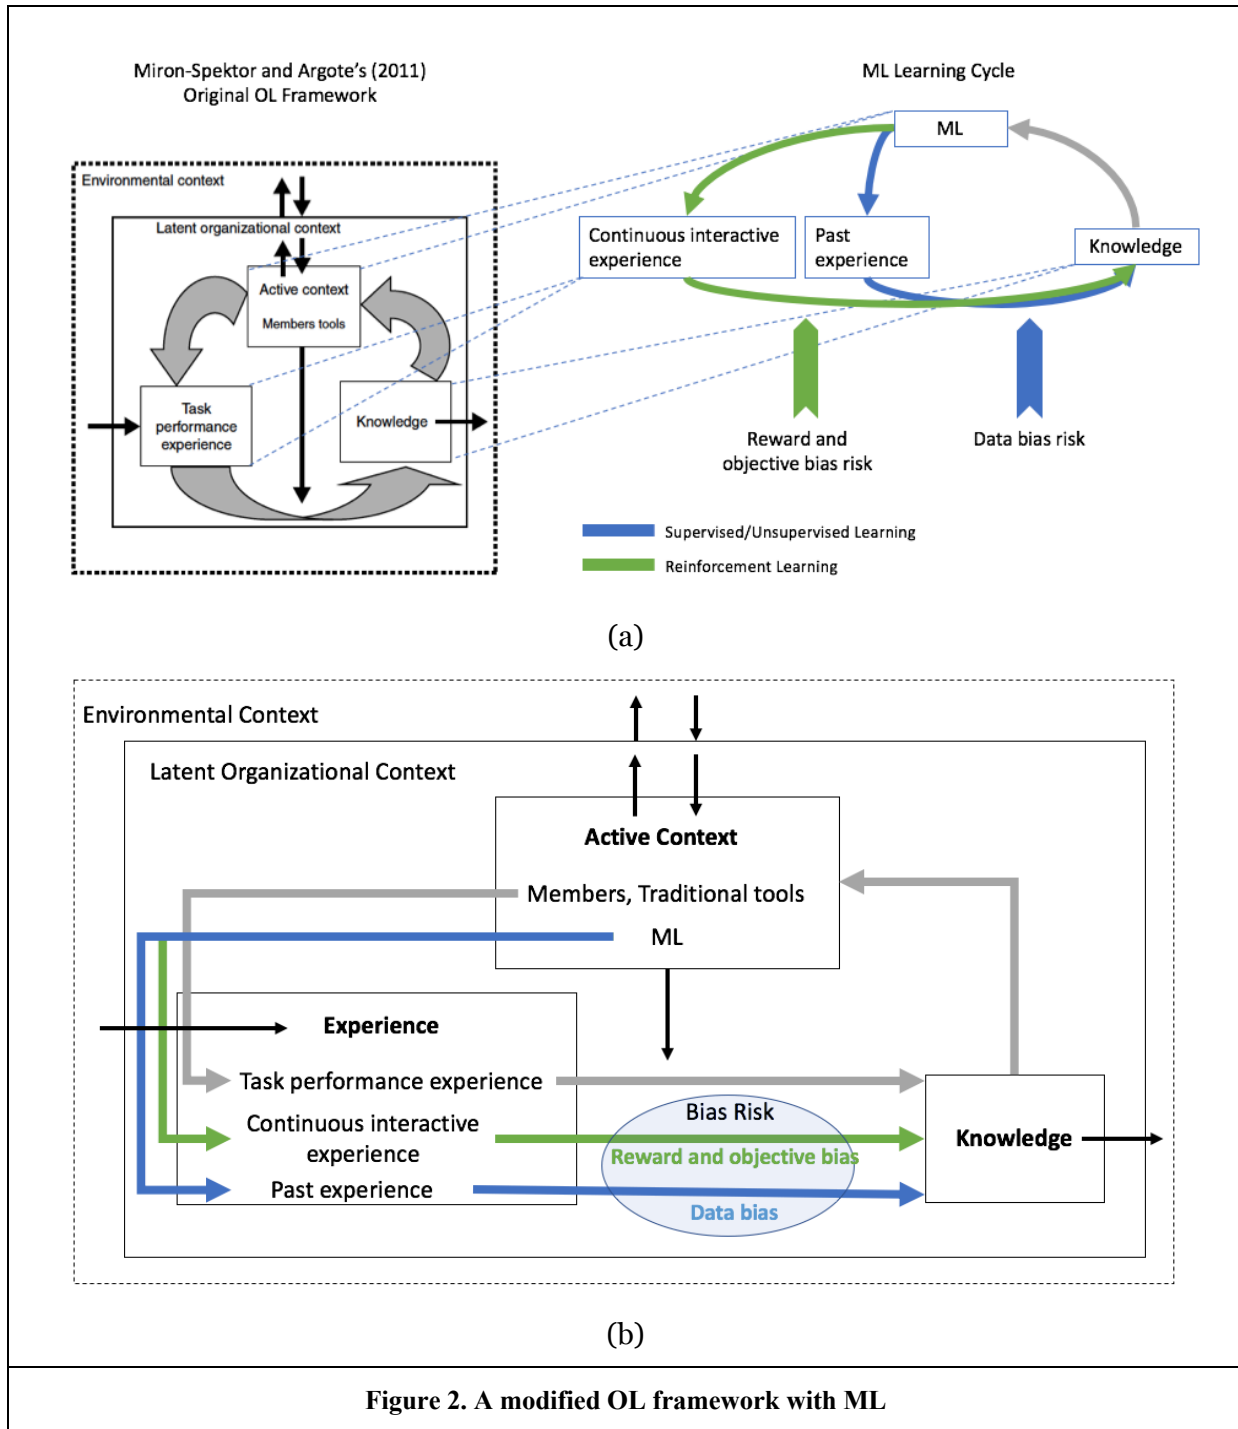 Miron-Spektor and Argote's (2011)
Original OL Framework
Environmental context
Latent organizational context
Active context
Members tools
Task
performance
experience
Knowledge
ML Learning Cycle
ML
Continuous interactive
experience
Past
experience
Knowledge
Reward and
objective bias risk
Data bias risk
Supervised/Unsupervised Learning
Reinforcement Learning
(a)
Environmental Context
Latent Organizational Context
Active Context
Members, Traditional tools
ML
Experience
Task performance experience
Continuous interactive
experience
Past experience
Bias Risk
Reward and objective bias
Data bias
Knowledge
(b)
Figure 2. A modified OL framework with ML